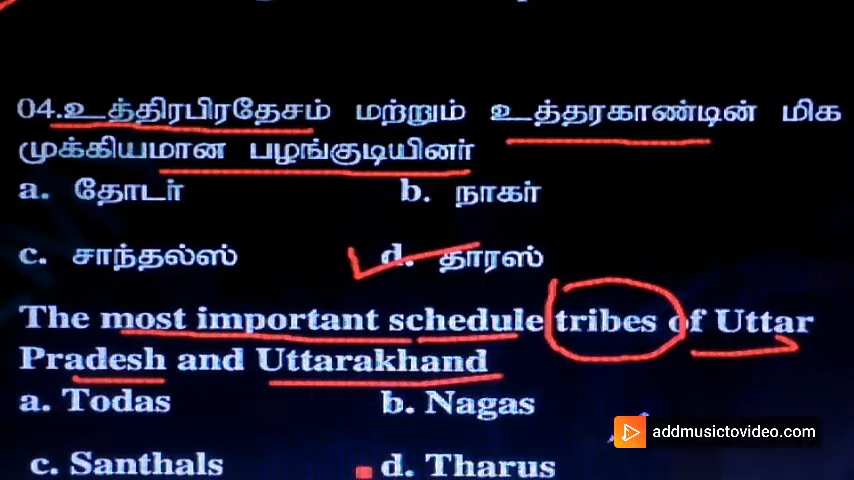 04.உத்திரபிரதேசம் மற்றும் உத்தரகாண்டின் மிக
முக்கியமான பழங்குடியினர்
a. தோடர் b. நாகர்
c. சாந்தல்ஸ் d. தாரஸ்
The most important schedule tribes of Uttar
Pradesh and Uttarakhand
a. Todas b. Nagas
addmusictovideo.com
c. Santhals d. Tharus